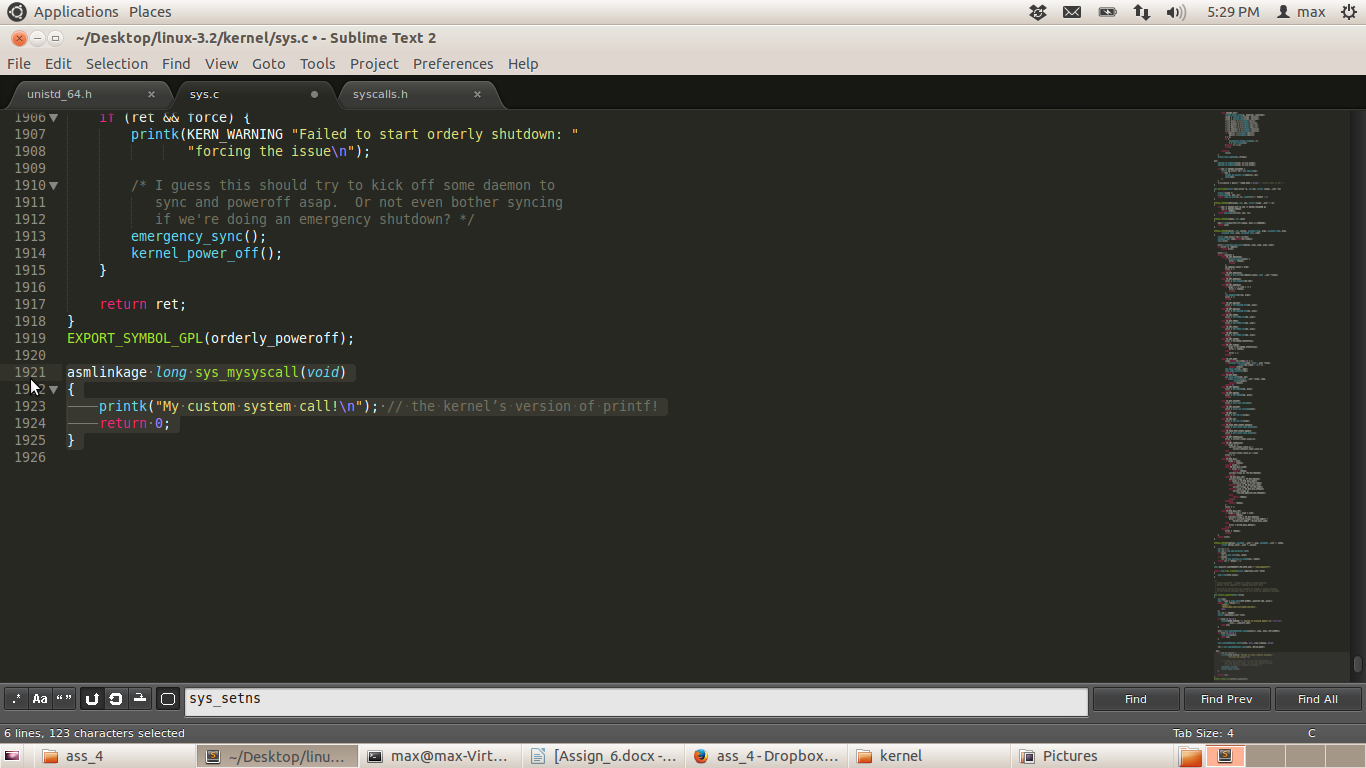 Applications Places 5:29 PM max
~/Desktop/linux-3.2/kernel/sys.c • - Sublime Text 2
File Edit Selection Find View Goto Tools Project Preferences Help
unistd_64.h × sys.c syscalls.h ×
1906 if (ret && force) {
1907 printk(KERN_WARNING "Failed to start orderly shutdown: "
1908 "forcing the issue\n");
1909
1910 /* I guess this should try to kick off some daemon to
1911 sync and poweroff asap. Or not even bother syncing
1912 if we're doing an emergency shutdown? */
1913 emergency_sync();
1914 kernel_power_off();
1915 }
1916
1917 return ret;
1918 }
1919 EXPORT_SYMBOL_GPL(orderly_poweroff);
1920
1921 asmlinkage long sys_mysyscall(void)
1922 {
1923 printk("My custom system call!\n"); // the kernel’s version of printf!
1924 return 0;
1925 }
1926
.* Aa “” sys_setns Find Find Prev Find All
6 lines, 123 characters selected Tab Size: 4 C
ass_4 ~/Desktop/linu... max@max-Virt... [Assign_6.docx -... ass_4 - Dropbox... kernel Pictures